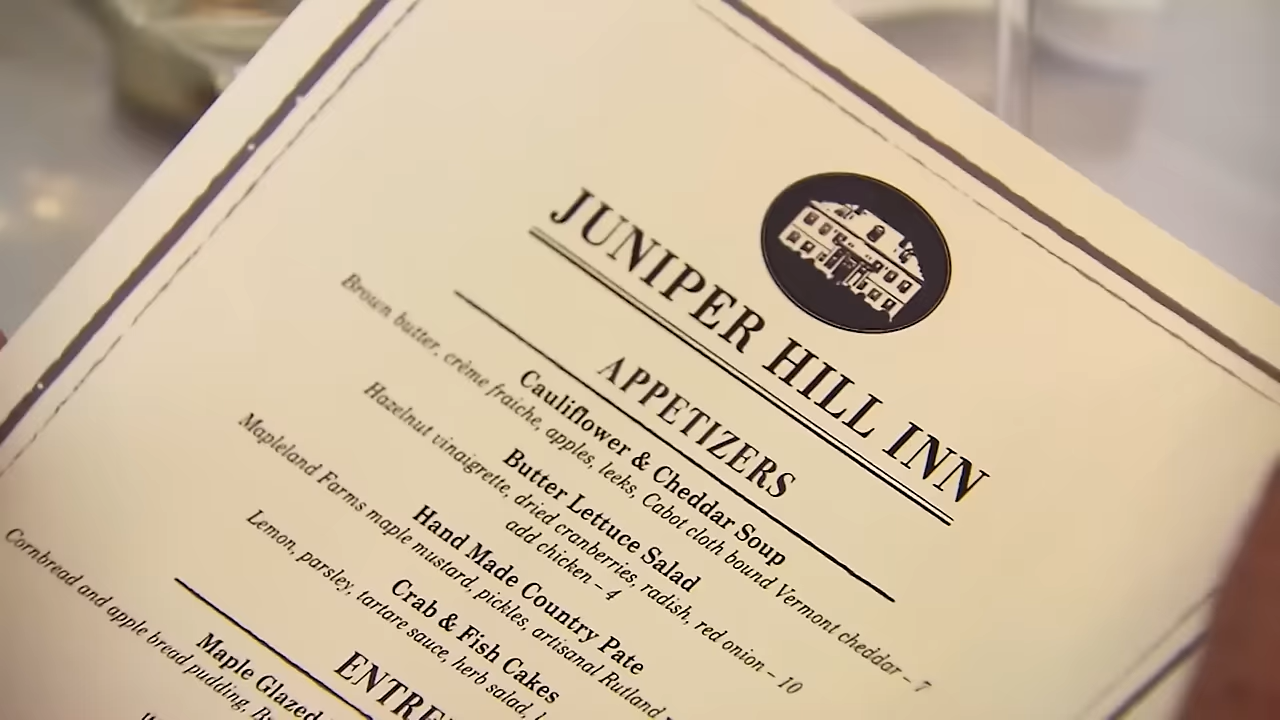 JUNIPER HILL INN
APPETIZERS
Cauliflower & Cheddar Soup
Brown butter, crème fraiche, apples, leeks, Cabot cloth bound Vermont cheddar – 7
Butter Lettuce Salad
Hazelnut vinaigrette, dried cranberries, radish, red onion – 10
add chicken – 4
Hand Made Country Pate
Mapleland Farms maple mustard, pickles, artisanal Rutland
Crab & Fish Cakes
Lemon, parsley, tartare sauce, herb salad,
Maple Glazed
Cornbread and apple bread pudding,